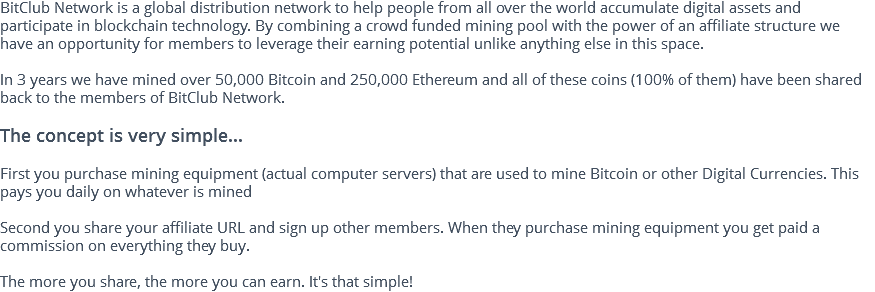 BitClub Network is a global distribution network to help people from all over the world accumulate digital assets and
participate in blockchain technology. By combining a crowd funded mining pool with the power of an affiliate structure we
have an opportunity for members to leverage their earning potential unlike anything else in this space.
In 3 years we have mined over 50,000 Bitcoin and 250,000 Ethereum and all of these coins (100% of them) have been shared
back to the members of BitClub Network.
The concept is very simple...
First you purchase mining equipment (actual computer servers) that are used to mine Bitcoin or other Digital Currencies. This
pays you daily on whatever is mined
Second you share your affiliate URL and sign up other members. When they purchase mining equipment you get paid a
commission on everything they buy.
The more you share, the more you can earn. It's that simple!